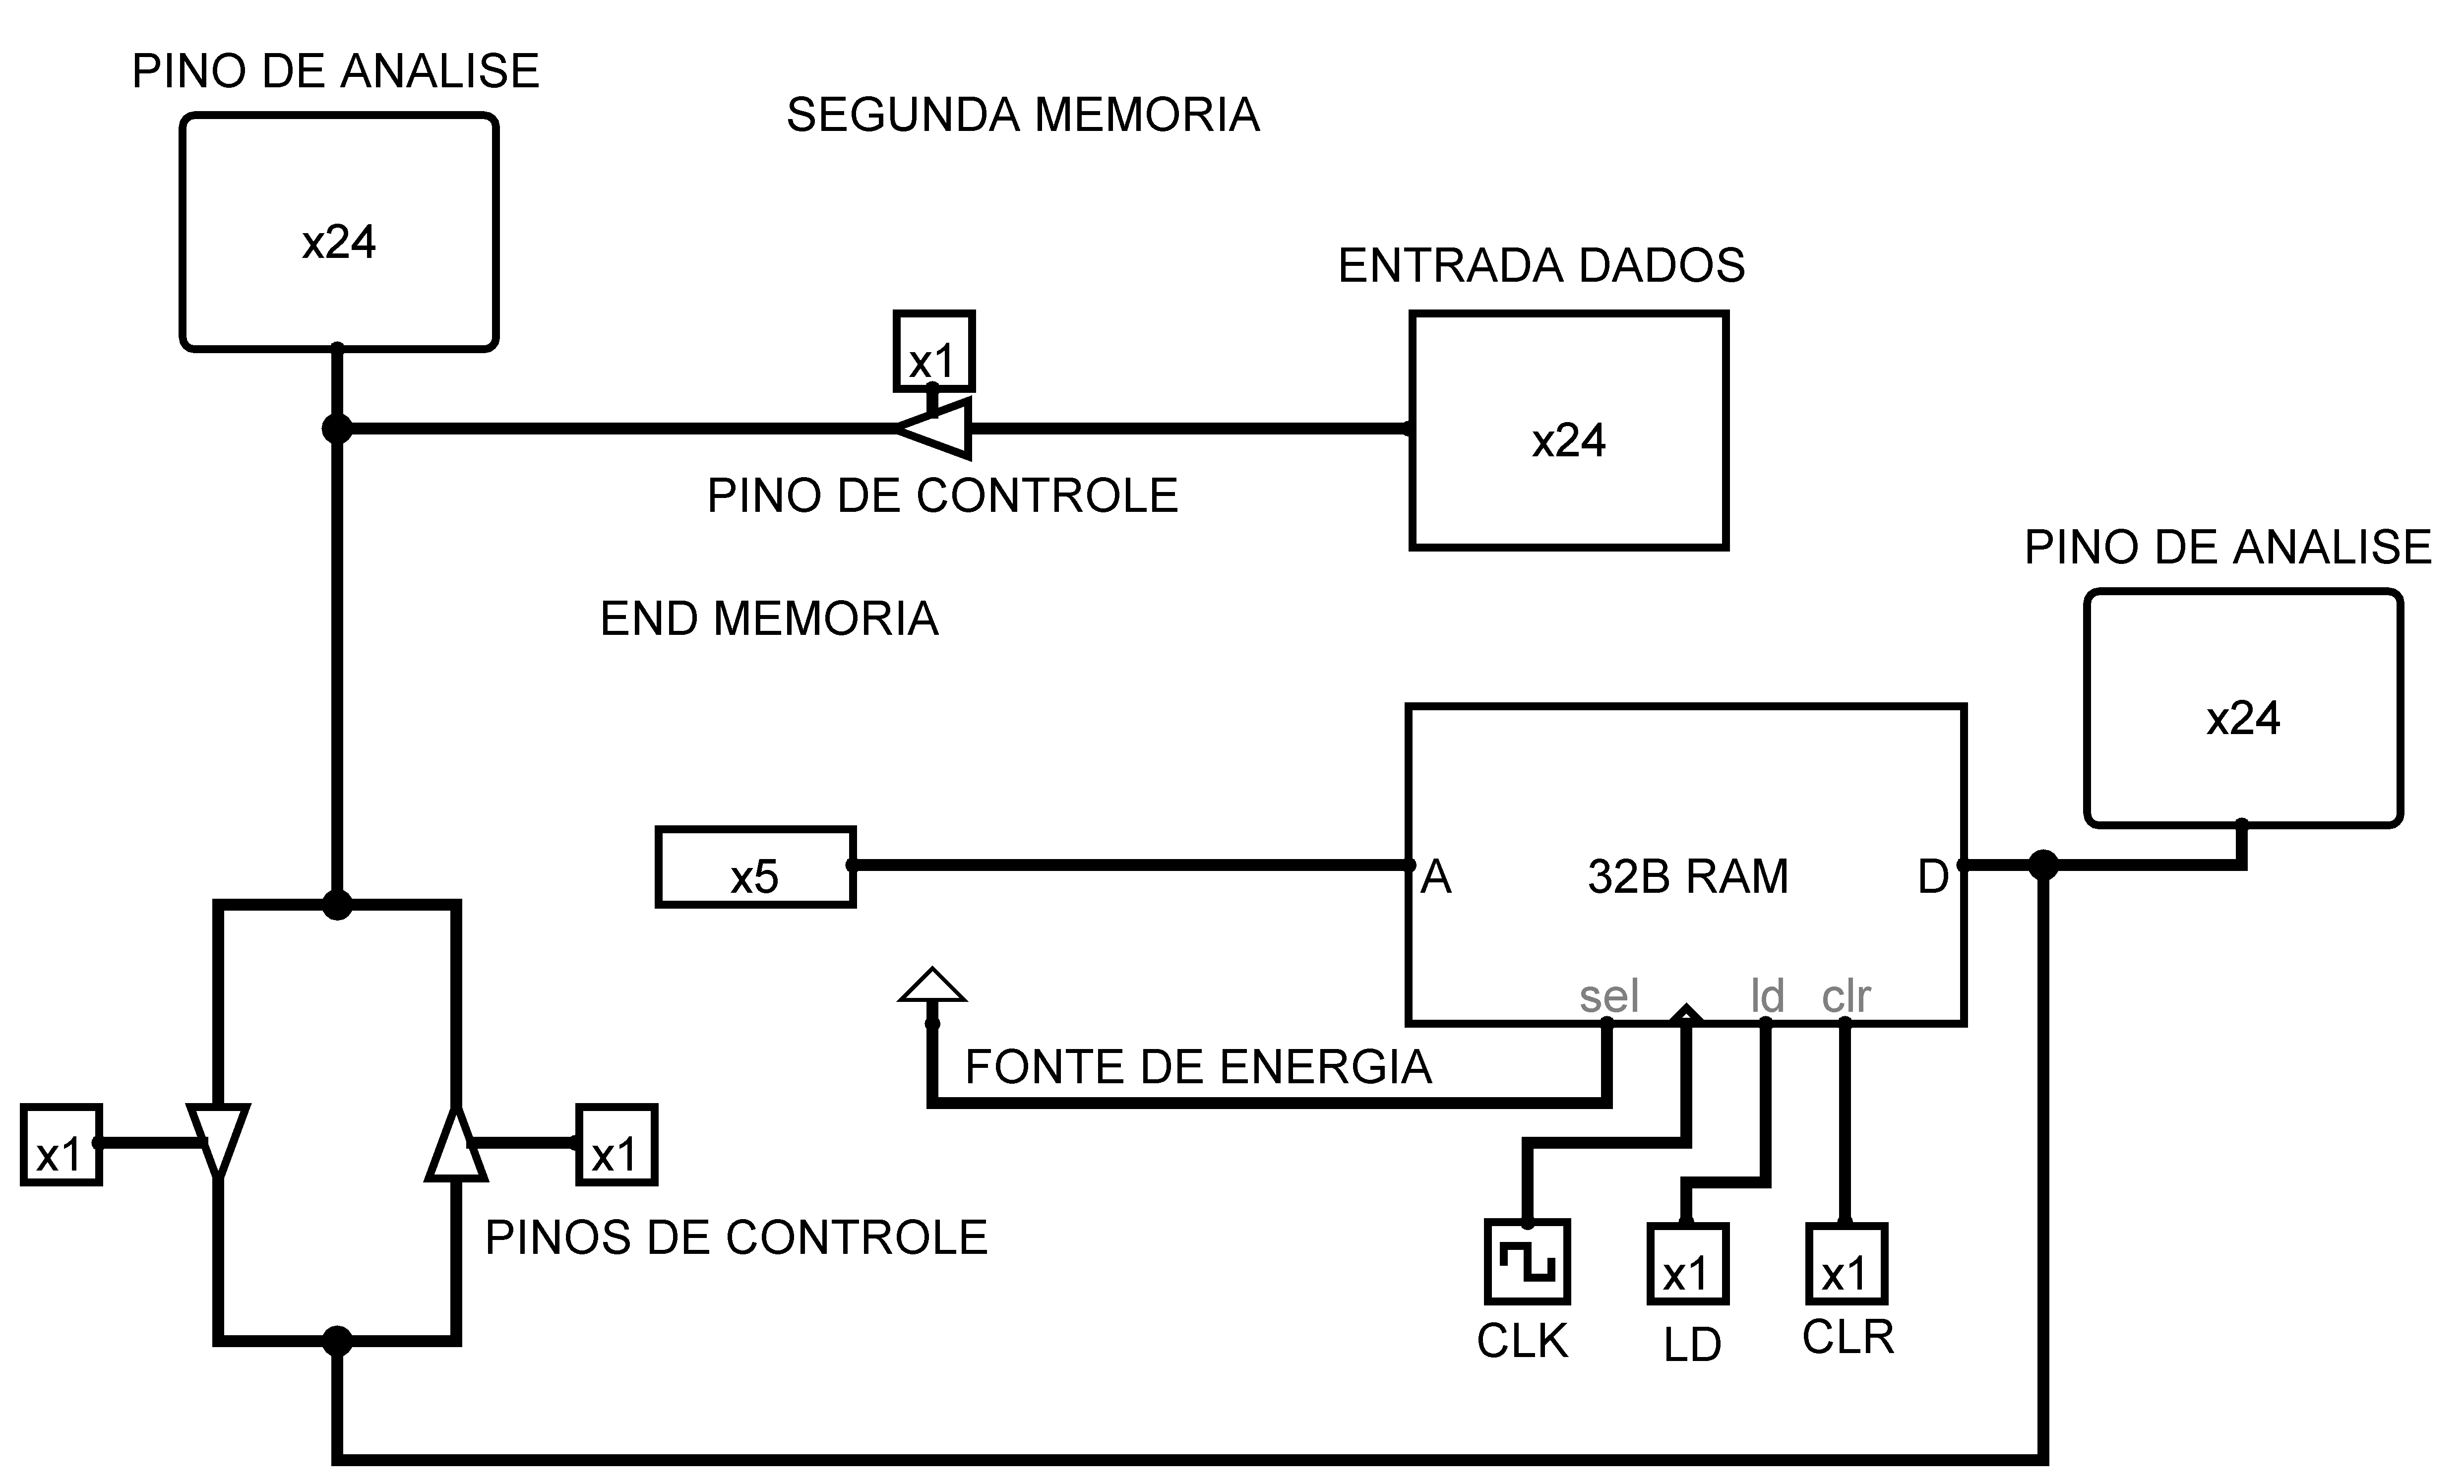 PINO DE ANALISE
SEGUNDA MEMORIA
x24
ENTRADA DADOS
x1
x24
PINO DE CONTROLE
PINO DE ANALISE
END MEMORIA
x24
x5
A
32B RAM
D
sel
ld
clr
FONTE DE ENERGIA
x1
x1
PINOS DE CONTROLE
x1
x1
CLK
LD
CLR